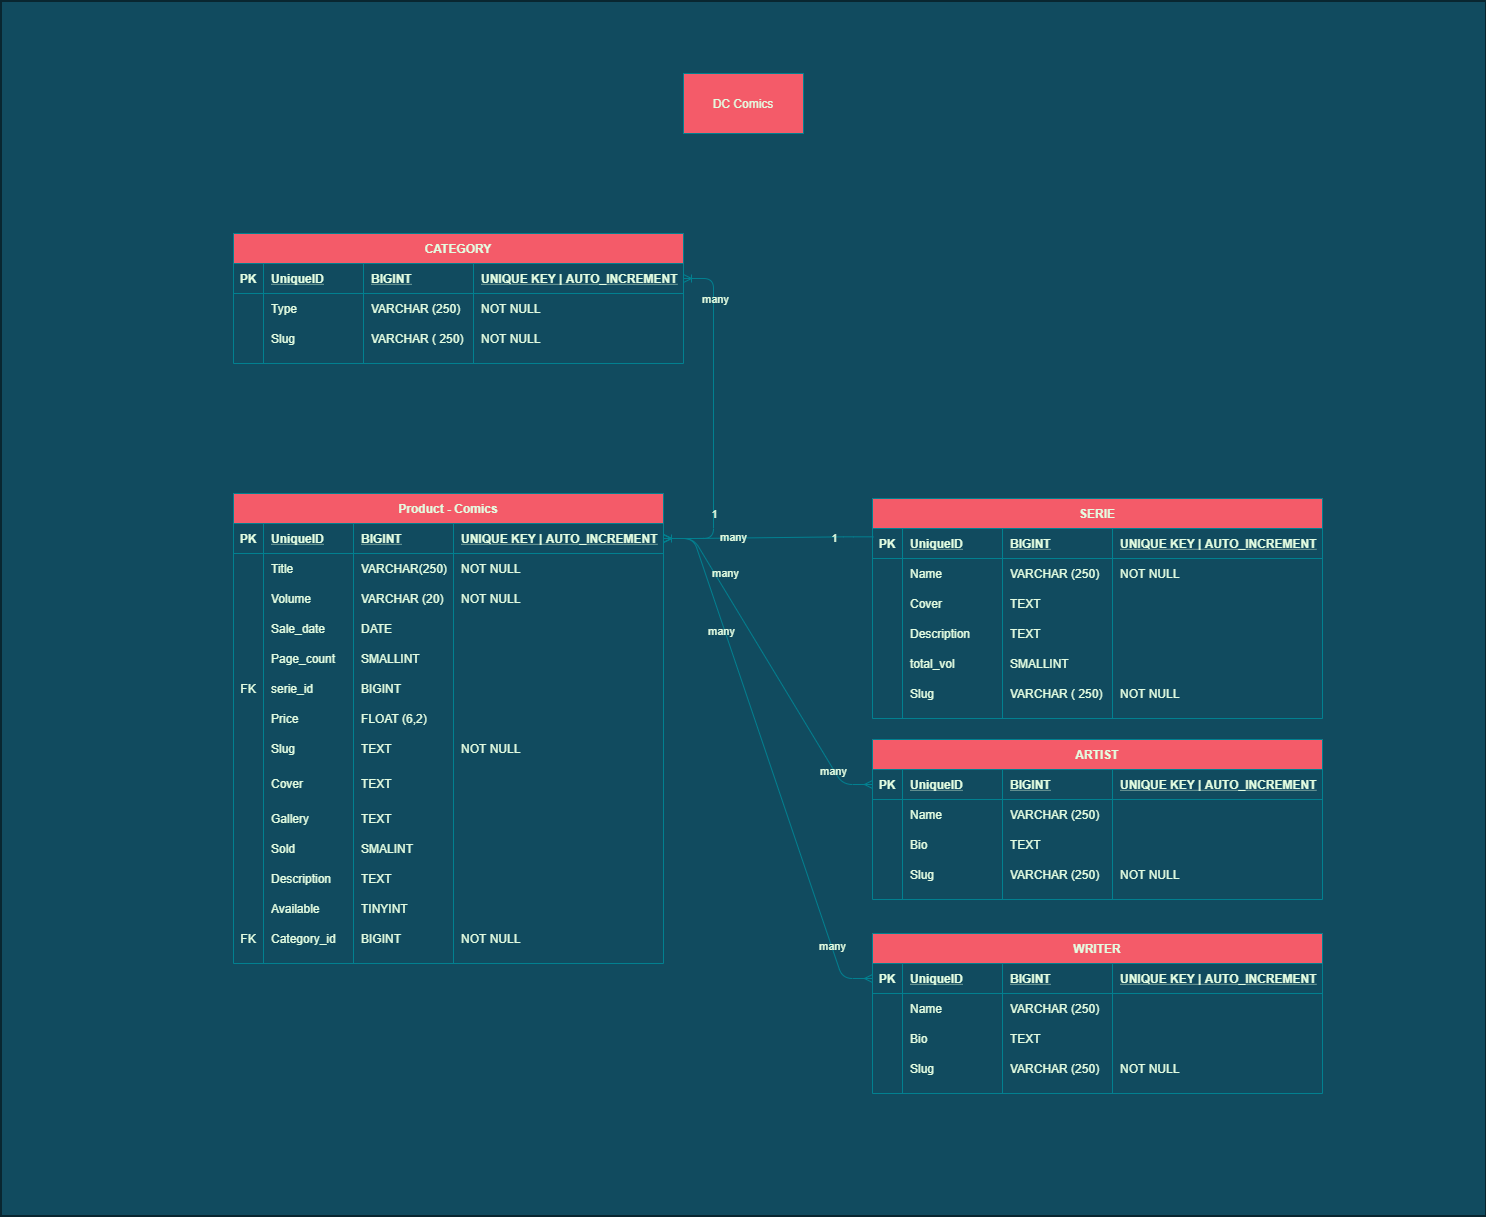 DC Comics
CATEGORY
PK UniqueID BIGINT UNIQUE KEY | AUTO_INCREMENT
Type VARCHAR (250) NOT NULL
Slug VARCHAR ( 250) NOT NULL
many
1
many
1
many
many
many
many
Product - Comics
PK UniqueID BIGINT UNIQUE KEY | AUTO_INCREMENT
Title VARCHAR(250) NOT NULL
Volume VARCHAR (20) NOT NULL
Sale_date DATE
Page_count SMALLINT
FK serie_id BIGINT
Price FLOAT (6,2)
Slug TEXT NOT NULL
Cover TEXT
Gallery TEXT
Sold SMALINT
Description TEXT
Available TINYINT
FK Category_id BIGINT NOT NULL
SERIE
PK UniqueID BIGINT UNIQUE KEY | AUTO_INCREMENT
Name VARCHAR (250) NOT NULL
Cover TEXT
Description TEXT
total_vol SMALLINT
Slug VARCHAR ( 250) NOT NULL
ARTIST
PK UniqueID BIGINT UNIQUE KEY | AUTO_INCREMENT
Name VARCHAR (250)
Bio TEXT
Slug VARCHAR (250) NOT NULL
WRITER
PK UniqueID BIGINT UNIQUE KEY | AUTO_INCREMENT
Name VARCHAR (250)
Bio TEXT
Slug VARCHAR (250) NOT NULL